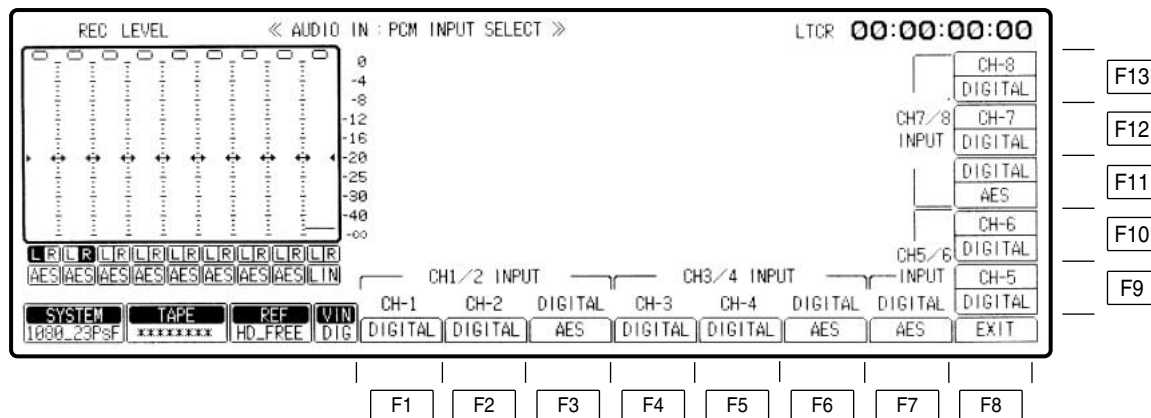 REC LEVEL
≪ AUDIO IN : PCM INPUT SELECT ≫
LTCR 00:00:00:00
0
-4
-8
-12
-16
-20
-25
-30
-40
-∞
L R L R L R L R L R L R L R L R L R
AES AES AES AES AES AES AES AES LIN
SYSTEM TAPE REF VIN
1080_23PsF ******** HD_FREE DIG
CH1/2 INPUT
CH-1 CH-2 DIGITAL
DIGITAL DIGITAL AES
CH3/4 INPUT
CH-3 CH-4 DIGITAL
DIGITAL DIGITAL AES
CH7/8
INPUT
CH-8
DIGITAL
CH-7
DIGITAL
DIGITAL
AES
CH5/6
INPUT
CH-6
DIGITAL
CH-5
DIGITAL
DIGITAL
AES
EXIT
F13
F12
F11
F10
F9
F1 F2 F3 F4 F5 F6 F7 F8